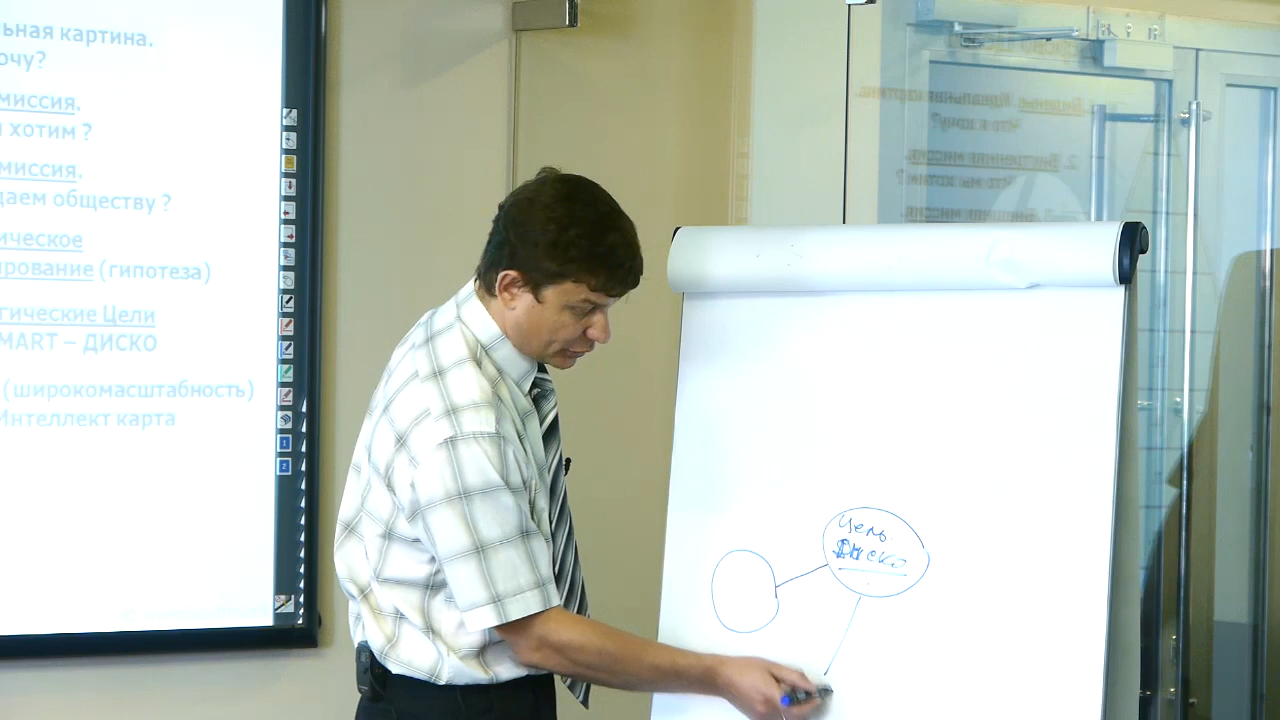 ьная картина.
очу?
миссия.
хотим ?
миссия.
даем обществу ?
ическое
ирование (гипотеза)
гические Цели
MART – ДИСКО
(широкомасштабность)
Интеллект карта
Цель
ДИСКО